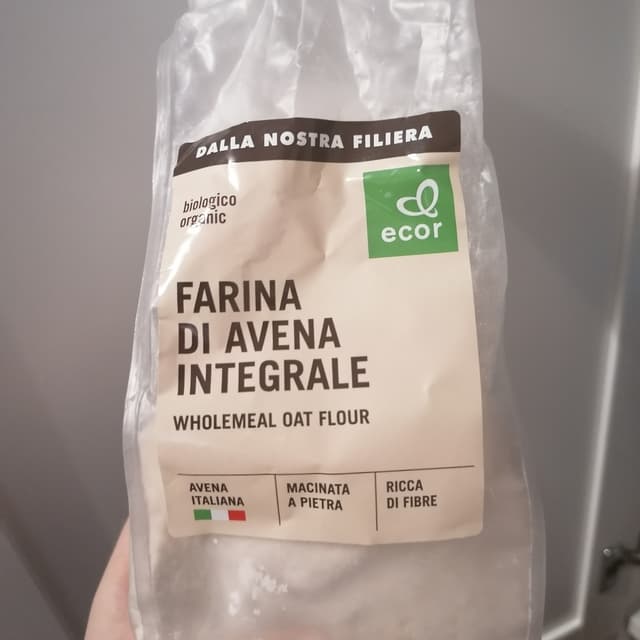 DALLA NOSTRA FILIERA
biologico
organic
ecor
FARINA
DI AVENA
INTEGRALE
WHOLEMEAL OAT FLOUR
AVENA
ITALIANA
MACINATA
A PIETRA
RICCA
DI FIBRE